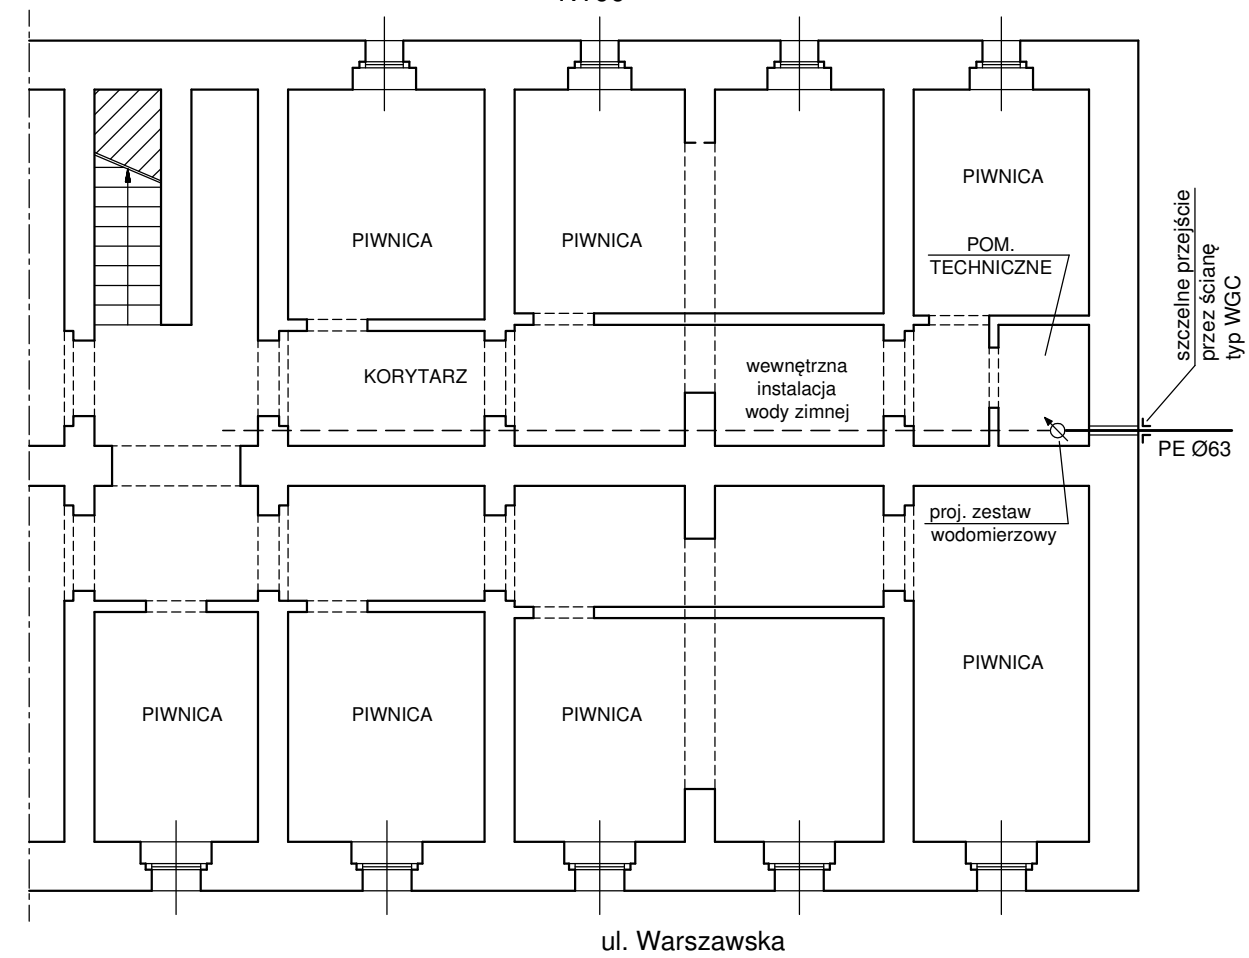 PIWNICA
POM.
TECHNICZNE
PIWNICA
PIWNICA
szczelne przejście
przez ścianę
typ WGC
KORYTARZ
wewnętrzna
instalacja
wody zimnej
PE Ø63
proj. zestaw
wodomierzowy
PIWNICA
PIWNICA
PIWNICA
PIWNICA
ul. Warszawska